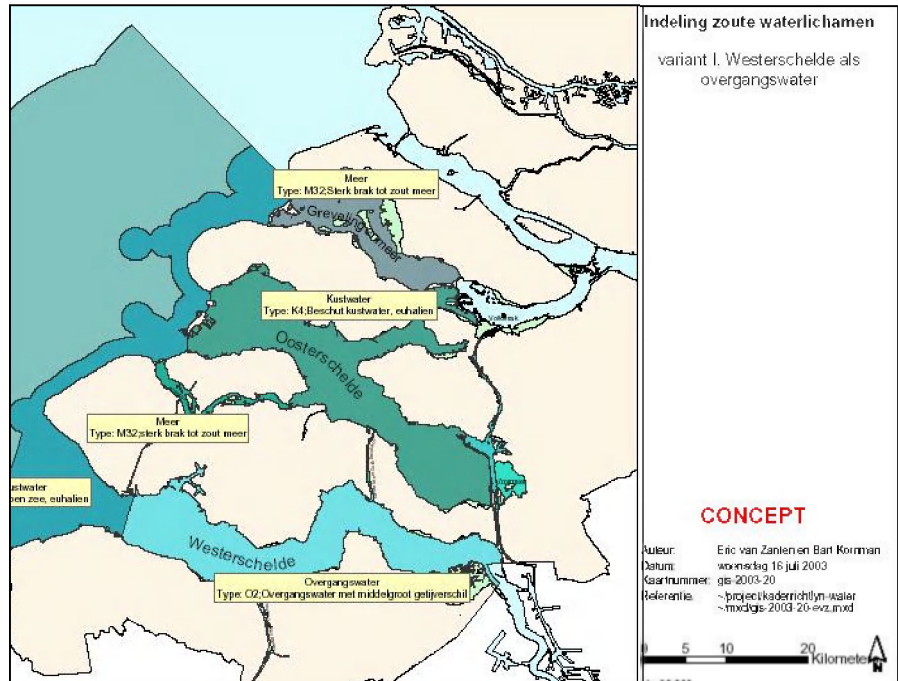 Indeling zoute waterlichamen
variant I. Westerschelde als
overgangswater
Meer
Type: M32;Sterk brak tot zout meer
Grevelingenmeer
Kustwater
Type: K4;Beschut kustwater, euhalien
Volkerak
Oosterschelde
Meer
Type: M32;sterk brak tot zout meer
ustwater
pen zee, euhalien
Westerschelde
Overgangswater
Type: O2;Overgangswater met middelgroot getijverschil
CONCEPT
Auteur: Eric van Zanten en Bart Kornman
Datum: woensdag 16 juli 2003
Kaartnummer: gis-2003-20
Referentie: ~/project/kaderrichtlyn-water
~/mxd/gis-2003-20-evz.mxd
0 5 10 20 Kilometers
N